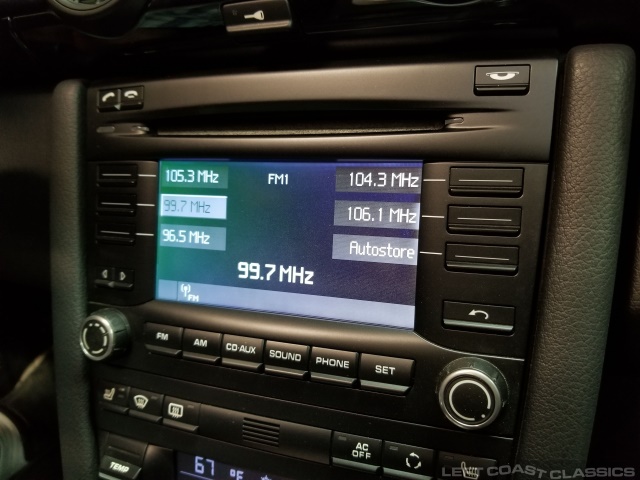 105.3 MHz
FM1
104.3 MHz
99.7 MHz
106.1 MHz
96.5 MHz
Autostore
99.7 MHz
FM
FM
AM
CD·AUX
SOUND
PHONE
SET
AC
OFF
TEMP
67 °F
LEFT COAST CLASSICS